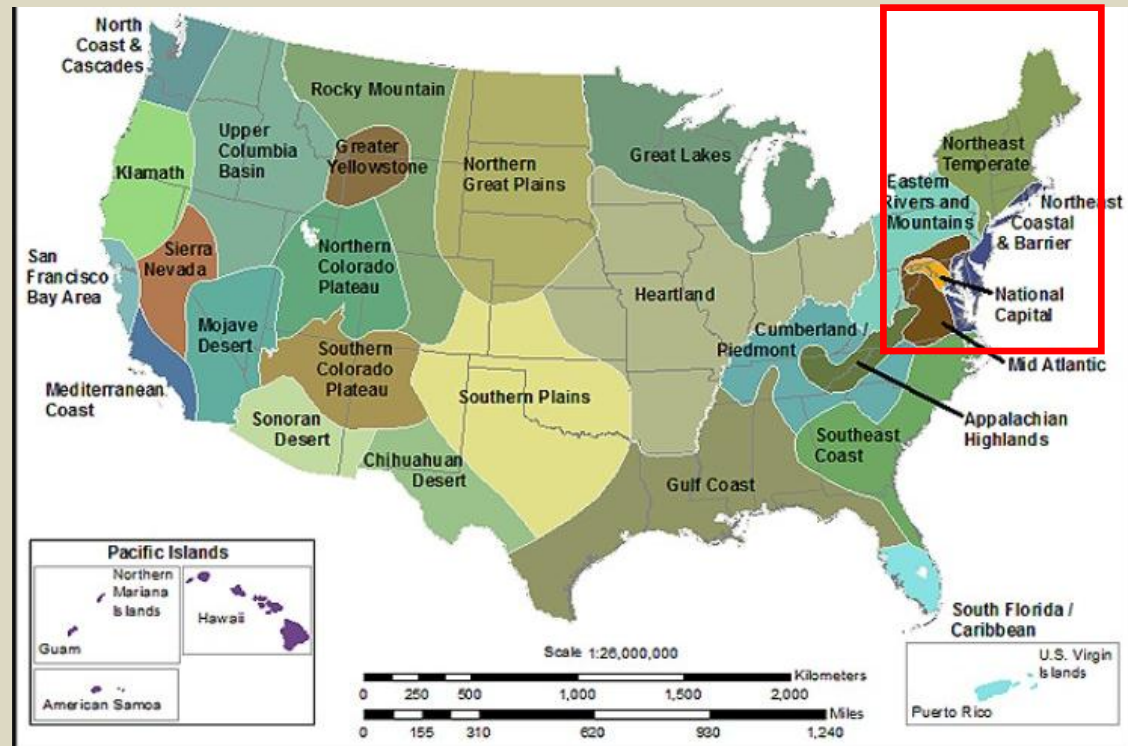 North
Coast &
Cascades
Rocky Mountain
Upper
Columbia
Basin
Greater
Yellowstone
Klamath
Northern
Great Plains
Great Lakes
Northeast
Temperate
Eastern
Rivers and
Mountains
Northeast
Coastal
& Barrier
San
Francisco
Bay Area
Sierra
Nevada
Northern
Colorado
Plateau
Heartland
National
Capital
Mojave
Desert
Cumberland /
Piedmont
Mid Atlantic
Mediterranean
Coast
Southern
Colorado
Plateau
Southern Plains
Sonoran
Desert
Appalachian
Highlands
Southeast
Coast
Chihuahuan
Desert
Gulf Coast
South Florida /
Caribbean
Pacific Islands
Northern
Mariana
Islands
Guam
Hawaii
American Samoa
Scale 1:26,000,000
Kilometers
0 250 500 1,000 1,500 2,000
Miles
0 155 310 620 930 1,240
U.S. Virgin
Islands
Puerto Rico